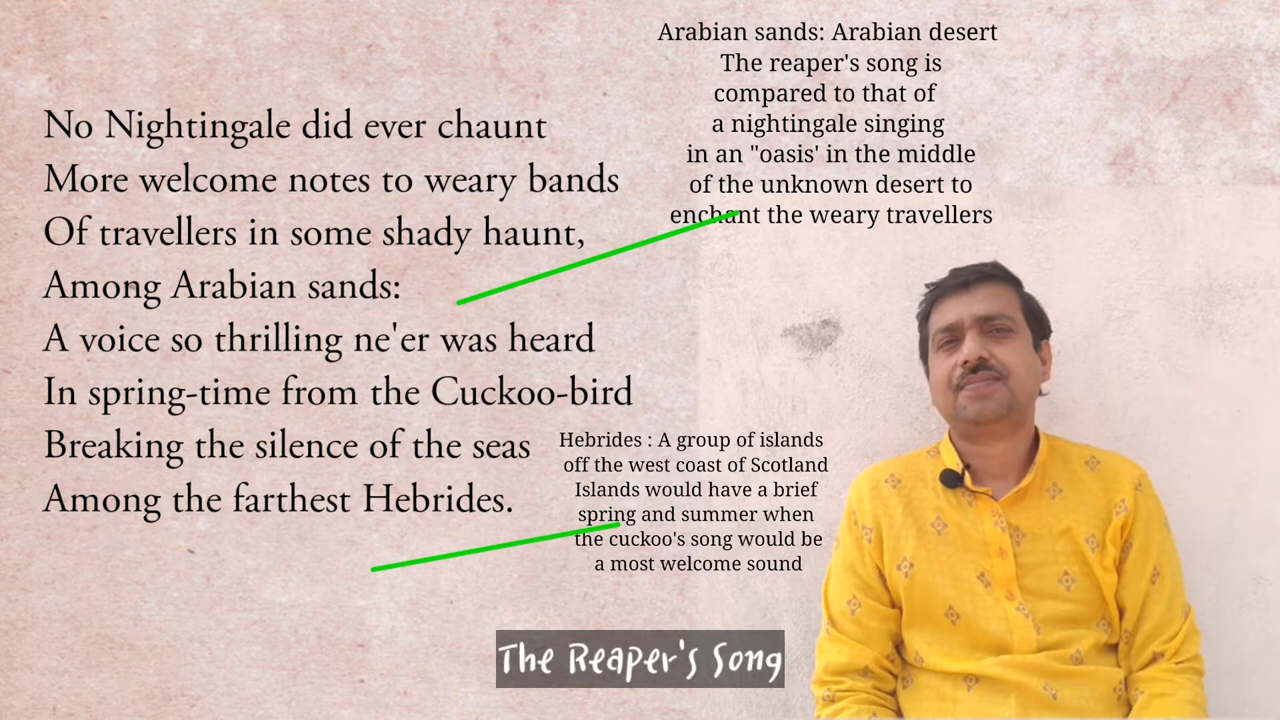 No Nightingale did ever chaunt
More welcome notes to weary bands
Of travellers in some shady haunt,
Among Arabian sands:
A voice so thrilling ne'er was heard
In spring-time from the Cuckoo-bird
Breaking the silence of the seas
Among the farthest Hebrides.
Arabian sands: Arabian desert
The reaper's song is
compared to that of
a nightingale singing
in an "oasis' in the middle
of the unknown desert to
enchant the weary travellers
Hebrides : A group of islands
off the west coast of Scotland
Islands would have a brief
spring and summer when
the cuckoo's song would be
a most welcome sound
The Reaper's Song